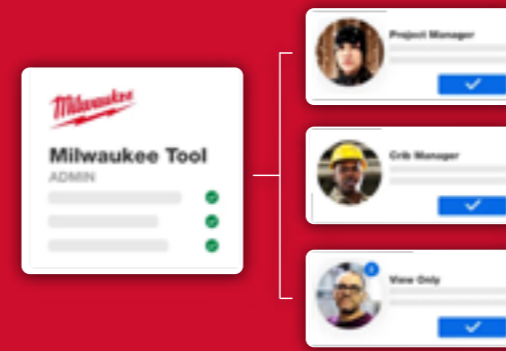 Milwaukee
Milwaukee Tool
ADMIN
Project Manager
Crib Manager
View Only